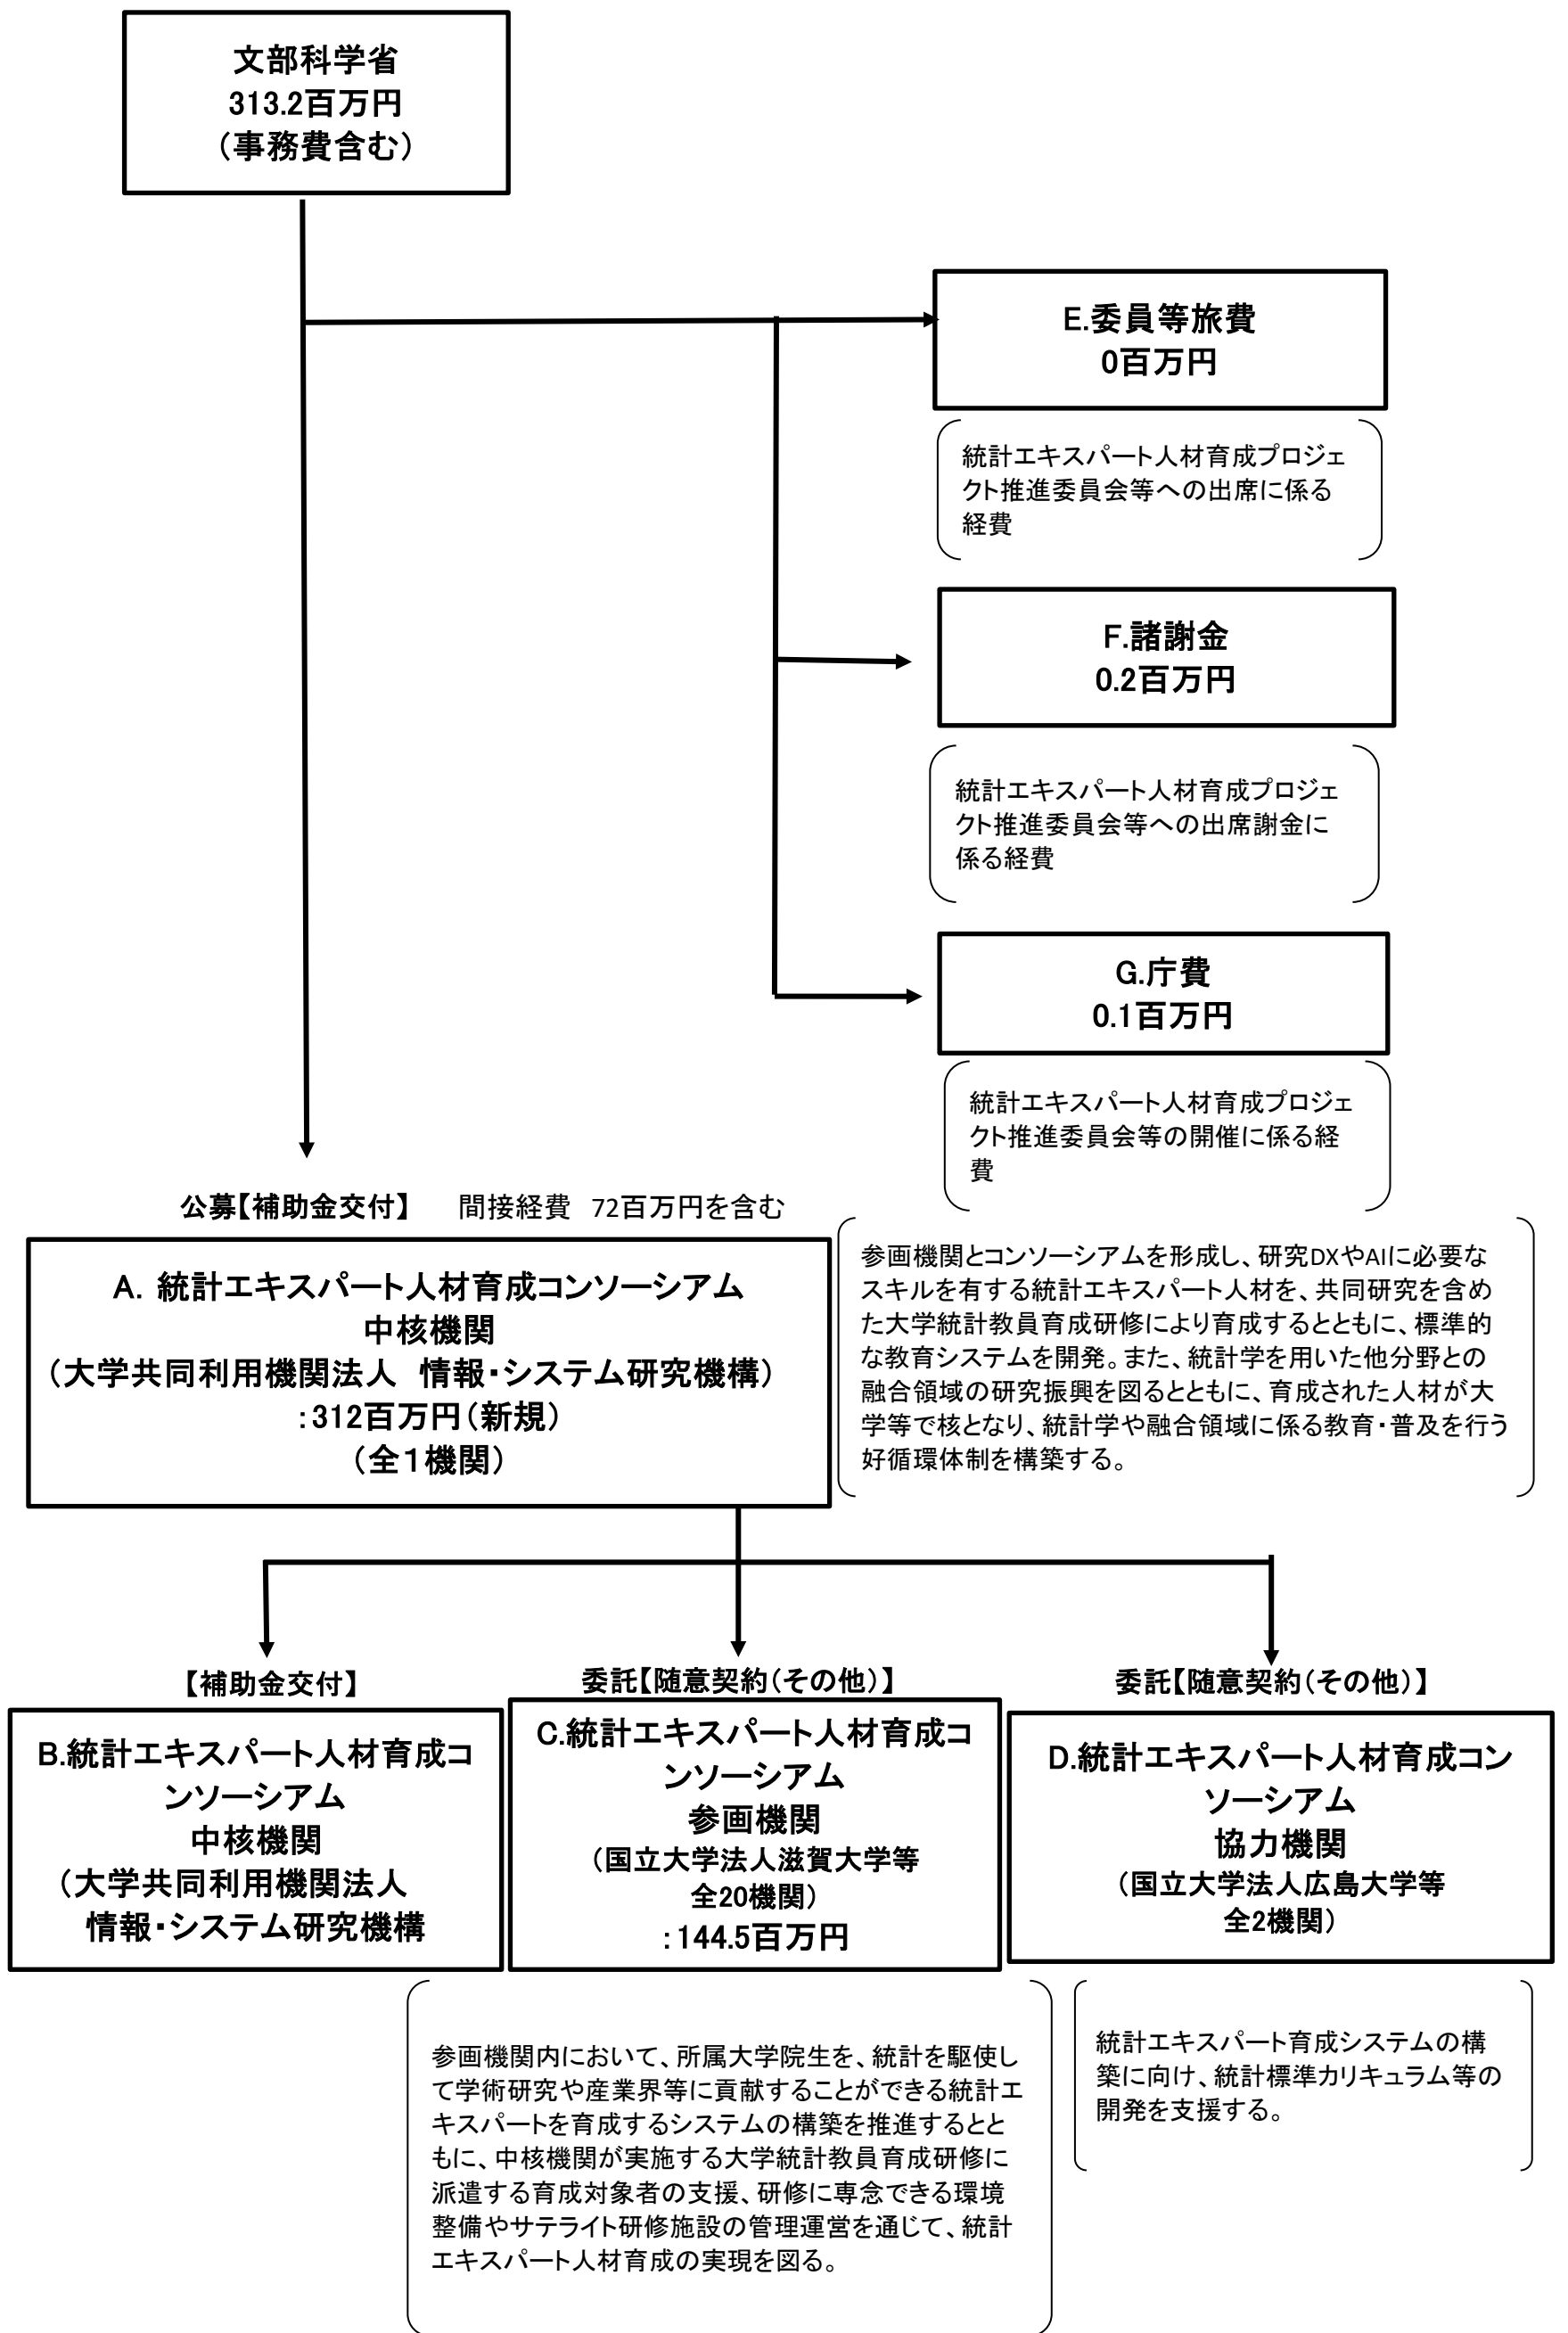 文部科学省
313.2百万円
（事務費含む）
E.委員等旅費
0百万円
統計エキスパート人材育成プロジェ
クト推進委員会等への出席に係る
経費
F.諸謝金
0.2百万円
統計エキスパート人材育成プロジェ
クト推進委員会等への出席謝金に
係る経費
G.庁費
0.1百万円
統計エキスパート人材育成プロジェ
クト推進委員会等の開催に係る経
費
公募【補助金交付】　間接経費　72百万円を含む
A. 統計エキスパート人材育成コンソーシアム
中核機関
（大学共同利用機関法人　情報・システム研究機構）
：312百万円（新規）
（全１機関）
参画機関とコンソーシアムを形成し、研究DXやAIに必要な
スキルを有する統計エキスパート人材を、共同研究を含め
た大学統計教員育成研修により育成するとともに、標準的
な教育システムを開発。また、統計学を用いた他分野との
融合領域の研究振興を図るとともに、育成された人材が大
学等で核となり、統計学や融合領域に係る教育・普及を行う
好循環体制を構築する。
【補助金交付】
B.統計エキスパート人材育成コ
ンソーシアム
中核機関
（大学共同利用機関法人
情報・システム研究機構
委託【随意契約（その他）】
C.統計エキスパート人材育成コ
ンソーシアム
参画機関
（国立大学法人滋賀大学等
全20機関）
：144.5百万円
委託【随意契約（その他）】
D.統計エキスパート人材育成コン
ソーシアム
協力機関
（国立大学法人広島大学等
全2機関）
参画機関内において、所属大学院生を、統計を駆使し
て学術研究や産業界等に貢献することができる統計エ
キスパートを育成するシステムの構築を推進するとと
もに、中核機関が実施する大学統計教員育成研修に
派遣する育成対象者の支援、研修に専念できる環境
整備やサテライト研修施設の管理運営を通じて、統計
エキスパート人材育成の実現を図る。
統計エキスパート育成システムの構
築に向け、統計標準カリキュラム等の
開発を支援する。